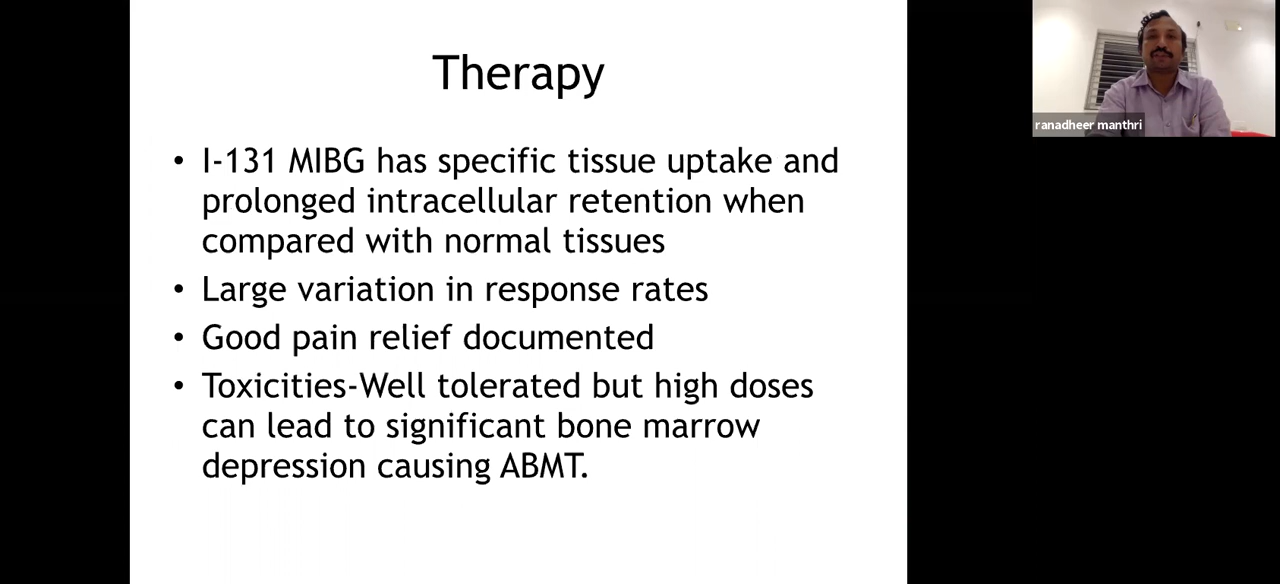 Therapy
• I-131 MIBG has specific tissue uptake and
prolonged intracellular retention when
compared with normal tissues
• Large variation in response rates
• Good pain relief documented
• Toxicities-Well tolerated but high doses
can lead to significant bone marrow
depression causing ABMT.
ranadheer manthri